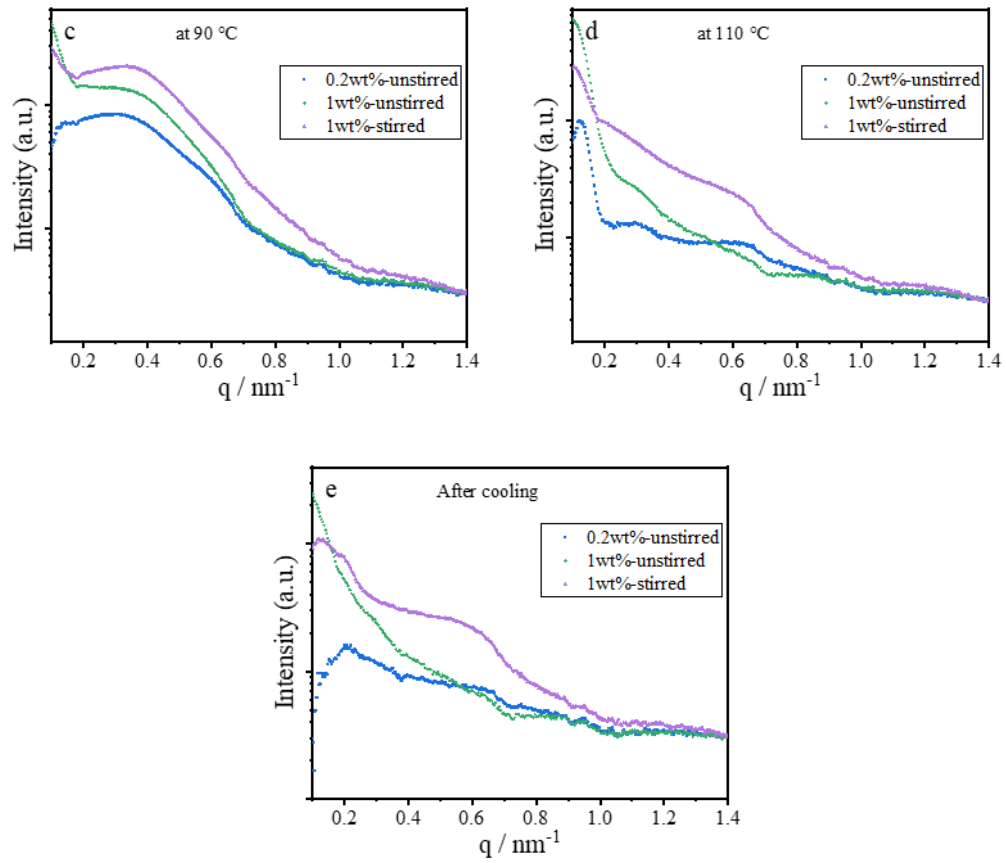 c
at 90 °C
0.2wt%-unstirred
1wt%-unstirred
1wt%-stirred
Intensity (a.u.)
0.2 0.4 0.6 0.8 1.0 1.2 1.4
q / nm⁻¹
d
at 110 °C
0.2wt%-unstirred
1wt%-unstirred
1wt%-stirred
Intensity (a.u.)
0.2 0.4 0.6 0.8 1.0 1.2 1.4
q / nm⁻¹
e
After cooling
0.2wt%-unstirred
1wt%-unstirred
1wt%-stirred
Intensity (a.u.)
0.2 0.4 0.6 0.8 1.0 1.2 1.4
q / nm⁻¹